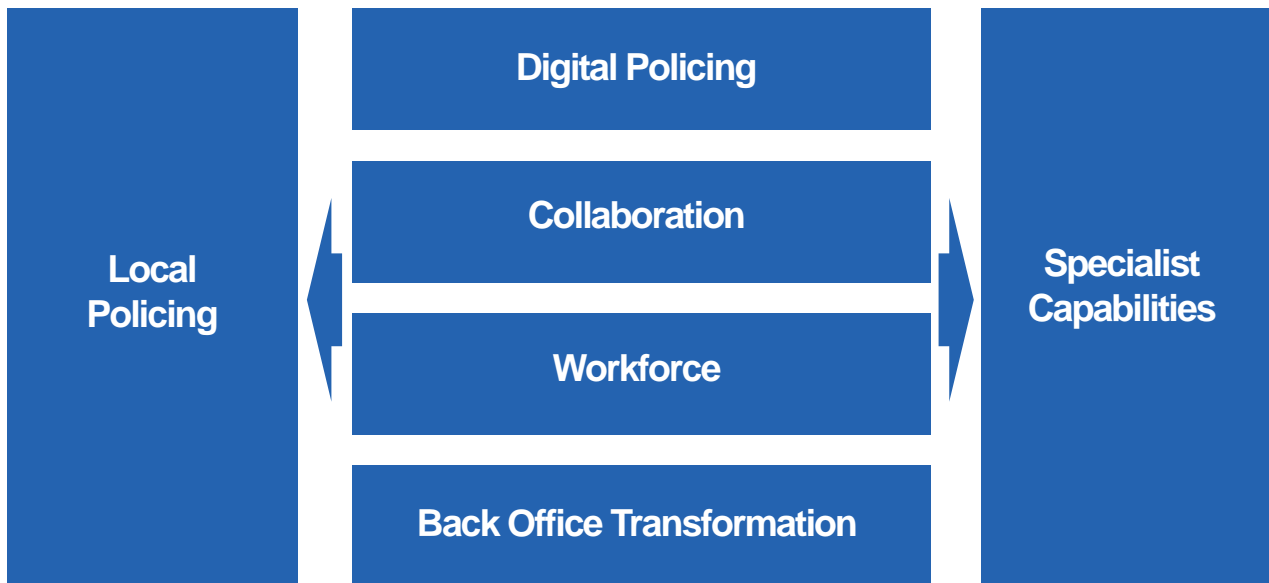 Local
Policing
Digital Policing
Collaboration
Workforce
Back Office Transformation
Specialist
Capabilities